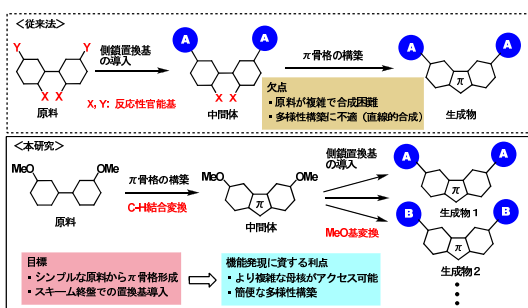 <従来法>
Y
Y
X X
原料
側鎖置換基
の導入
X, Y: 反応性官能基
A
A
X X
中間体
π骨格の構築
欠点
・原料が複雑で合成困難
・多様性構築に不適(直線的合成)
A
A
π
生成物
<本研究>
MeO
OMe
原料
π骨格の構築
C-H結合変換
MeO
OMe
π
中間体
側鎖置換基
の導入
MeO基変換
A
A
π
生成物1
B
B
π
生成物2
目標
・シンプルな原料からπ骨格形成
・スキーム終盤での置換基導入
機能発現に資する利点
・より複雑な母核がアクセス可能
・簡便な多様性構築